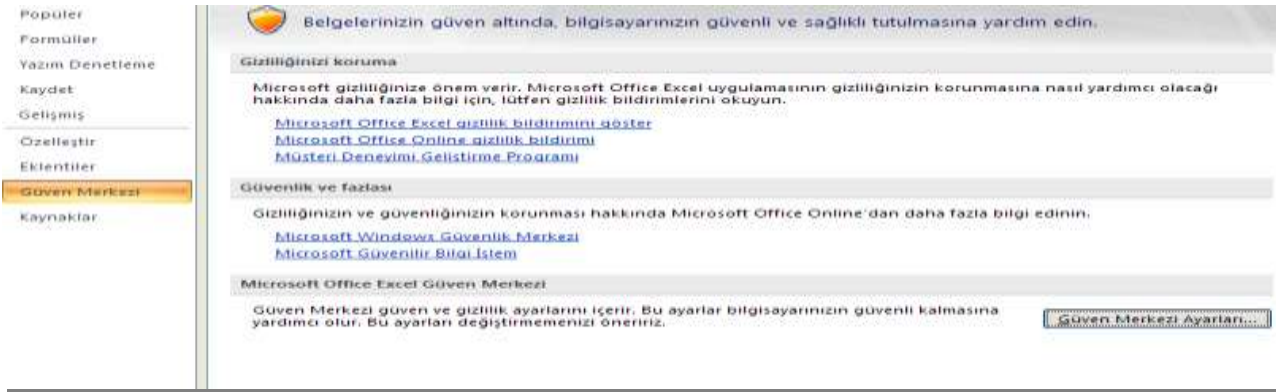 Popüler
Formüller
Yazım Denetleme
Kaydet
Gelişmiş
Özelleştir
Eklentiler
Güven Merkezi
Kaynaklar
Belgelerinizin güven altında, bilgisayarınızın güvenli ve sağlıklı tutulmasına yardım edin.
Gizliliğinizi koruma
Microsoft gizliliğinize önem verir. Microsoft Office Excel uygulamasının gizliliğinizin korunmasına nasıl yardımcı olacağı
hakkında daha fazla bilgi için, lütfen gizlilik bildirimlerini okuyun.
Microsoft Office Excel gizlilik bildirimini göster
Microsoft Office Online gizlilik bildirimi
Müşteri Deneyimi Geliştirme Programı
Güvenlik ve fazlası
Gizliliğinizin ve güvenliğinizin korunması hakkında Microsoft Office Online'dan daha fazla bilgi edinin.
Microsoft Windows Güvenlik Merkezi
Microsoft Güvenilir Bilgi İşlem
Microsoft Office Excel Güven Merkezi
Güven Merkezi güven ve gizlilik ayarlarını içerir. Bu ayarlar bilgisayarınızın güvenli kalmasına
yardımcı olur. Bu ayarları değiştirmemenizi öneririz.
Güven Merkezi Ayarları...